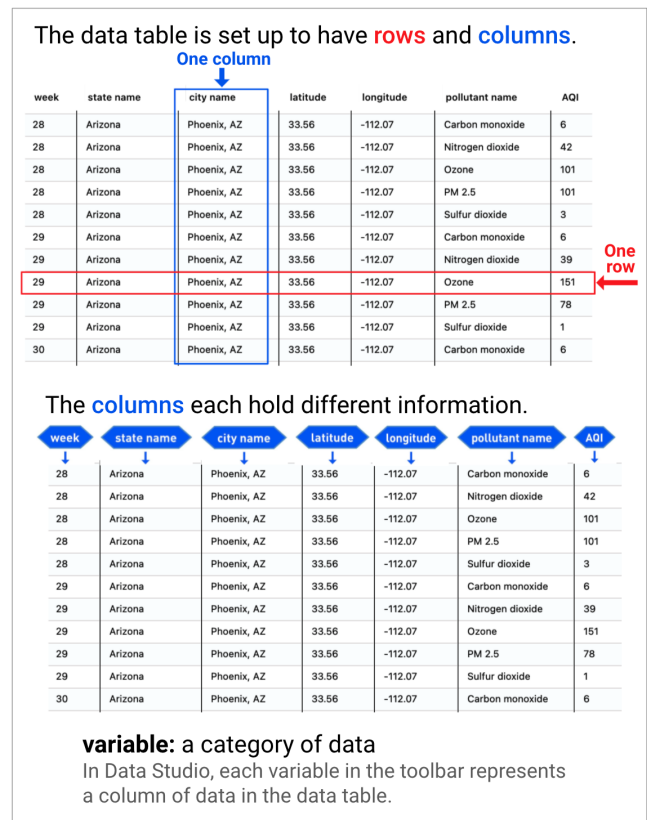 The data table is set up to have rows and columns.
One column
week state name city name latitude longitude pollutant name AQI
28 Arizona Phoenix, AZ 33.56 -112.07 Carbon monoxide 6
28 Arizona Phoenix, AZ 33.56 -112.07 Nitrogen dioxide 42
28 Arizona Phoenix, AZ 33.56 -112.07 Ozone 101
28 Arizona Phoenix, AZ 33.56 -112.07 PM 2.5 101
28 Arizona Phoenix, AZ 33.56 -112.07 Sulfur dioxide 3
29 Arizona Phoenix, AZ 33.56 -112.07 Carbon monoxide 6
29 Arizona Phoenix, AZ 33.56 -112.07 Nitrogen dioxide 39
One
row
29 Arizona Phoenix, AZ 33.56 -112.07 Ozone 151
29 Arizona Phoenix, AZ 33.56 -112.07 PM 2.5 78
29 Arizona Phoenix, AZ 33.56 -112.07 Sulfur dioxide 1
30 Arizona Phoenix, AZ 33.56 -112.07 Carbon monoxide 6
The columns each hold different information.
week state name city name latitude longitude pollutant name AQI
28 Arizona Phoenix, AZ 33.56 -112.07 Carbon monoxide 6
28 Arizona Phoenix, AZ 33.56 -112.07 Nitrogen dioxide 42
28 Arizona Phoenix, AZ 33.56 -112.07 Ozone 101
28 Arizona Phoenix, AZ 33.56 -112.07 PM 2.5 101
28 Arizona Phoenix, AZ 33.56 -112.07 Sulfur dioxide 3
29 Arizona Phoenix, AZ 33.56 -112.07 Carbon monoxide 6
29 Arizona Phoenix, AZ 33.56 -112.07 Nitrogen dioxide 39
29 Arizona Phoenix, AZ 33.56 -112.07 Ozone 151
29 Arizona Phoenix, AZ 33.56 -112.07 PM 2.5 78
29 Arizona Phoenix, AZ 33.56 -112.07 Sulfur dioxide 1
30 Arizona Phoenix, AZ 33.56 -112.07 Carbon monoxide 6
variable: a category of data
In Data Studio, each variable in the toolbar represents
a column of data in the data table.